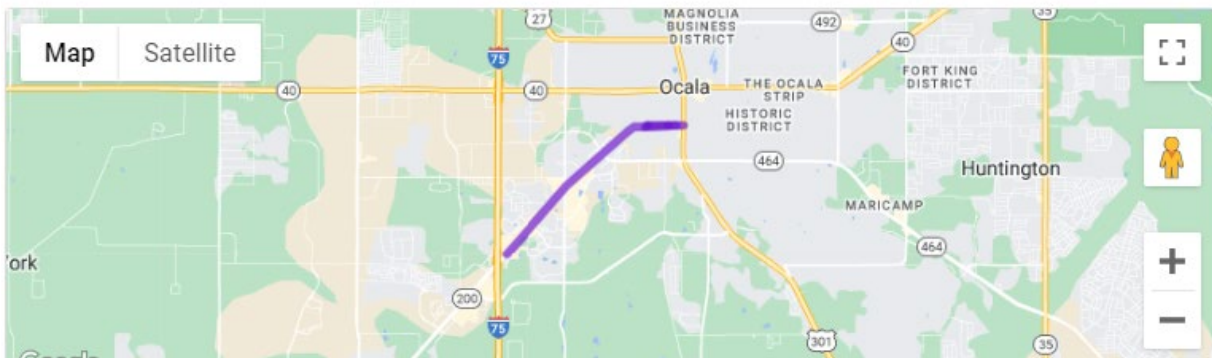 Map
Satellite
27
MAGNOLIA
BUSINESS
DISTRICT
492
35
75
40
FORT KING
DISTRICT
40
40
Ocala
THE OCALA
STRIP
HISTORIC
DISTRICT
464
Huntington
MARICAMP
464
200
75
301
35
+
−